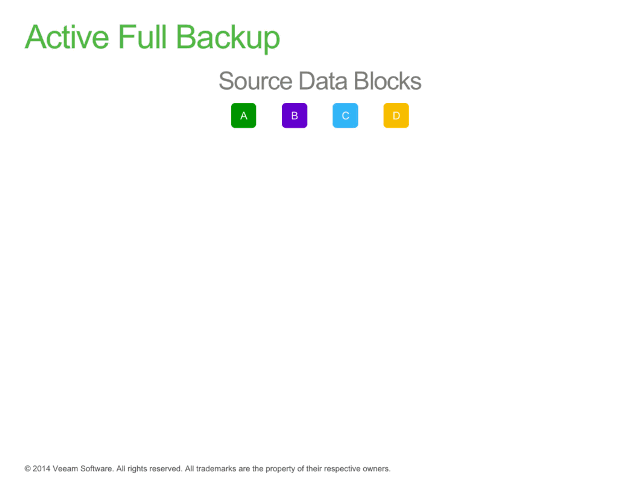 Active Full Backup
Source Data Blocks
A B C D
© 2014 Veeam Software. All rights reserved. All trademarks are the property of their respective owners.